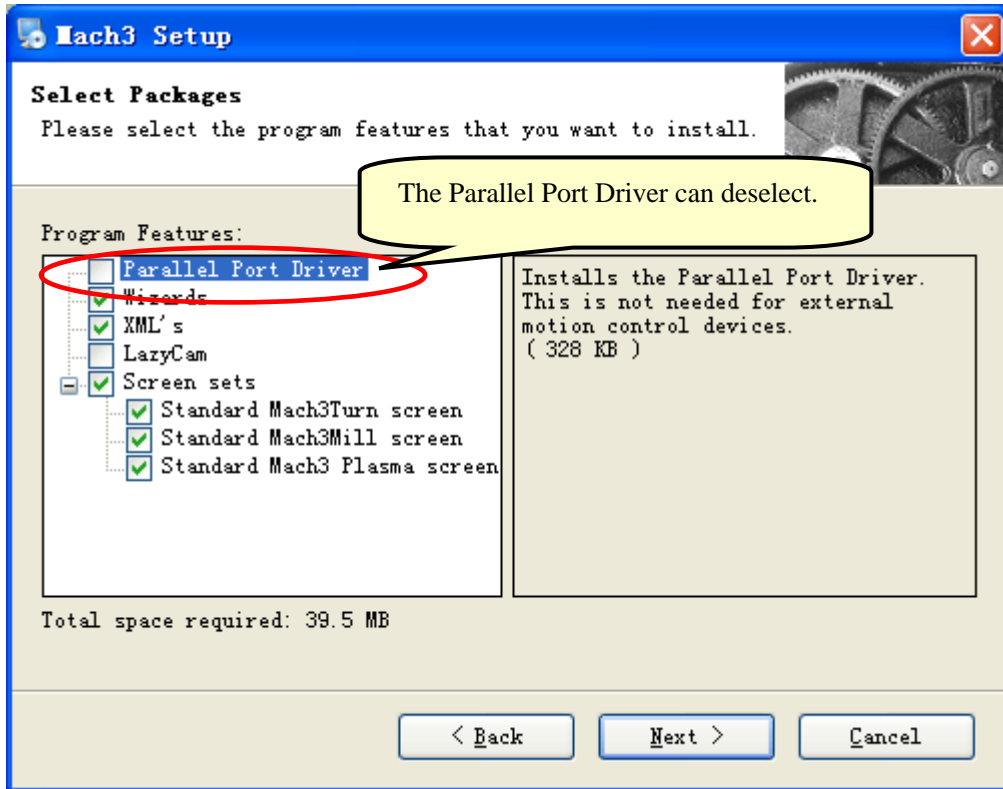 Mach3 Setup
Select Packages
Please select the program features that you want to install.
The Parallel Port Driver can deselect.
Program Features:
Parallel Port Driver
Wizards
XML's
LazyCam
Screen sets
Standard Mach3Turn screen
Standard Mach3Mill screen
Standard Mach3 Plasma screen
Installs the Parallel Port Driver.
This is not needed for external
motion control devices.
( 328 KB )
Total space required: 39.5 MB
< Back
Next >
Cancel